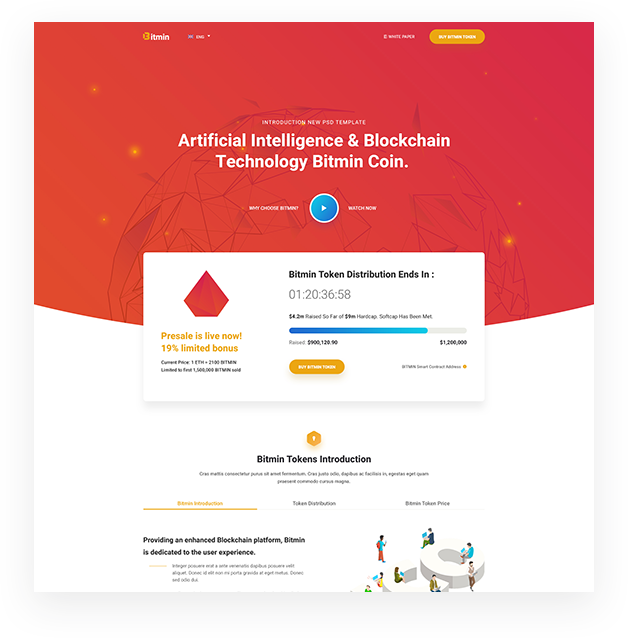 Bitmin
ENG
WHITE PAPER
BUY BITMIN TOKEN
INTRODUCTION NEW PSD TEMPLATE
Artificial Intelligence & Blockchain
Technology Bitmin Coin.
WHY CHOOSE BITMIN?
WATCH NOW
Bitmin Token Distribution Ends In :
01:20:36:58
$4.2m Raised So Far of $9m Hardcap. Softcap Has Been Met.
Raised: $900,120.90
$1,200,000
BUY BITMIN TOKEN
BITMIN Smart Contract Address
Presale is live now!
19% limited bonus
Current Price: 1 ETH = 2100 BITMIN
Limited to first 1,500,000 BITMIN sold
Bitmin Tokens Introduction
Cras mattis consectetur purus sit amet fermentum. Cras justo odio, dapibus ac facilisis in, egestas eget quam
praesent commodo cursus magna.
Bitmin Introduction
Token Distribution
Bitmin Token Price
Providing an enhanced Blockchain platform, Bitmin
is dedicated to the user experience.
Integer posuere erat a ante venenatis dapibus posuere velit
aliquet. Donec id elit non mi porta gravida at eget metus. Donec
sed odio dui.